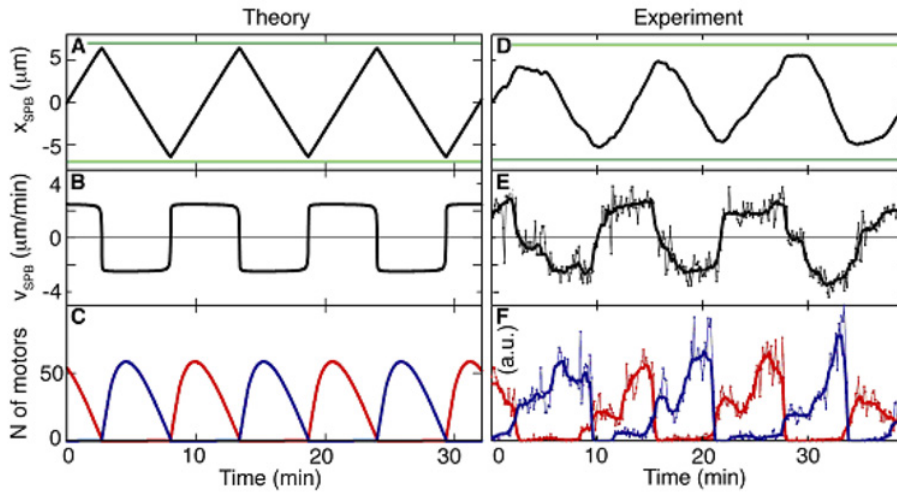 Theory
Experiment
A
5
0
-5
x_SPB (μm)
D
B
4
0
-4
v_SPB (μm/min)
E
C
50
0
N of motors
F
(a.u.)
0 10 20 30
Time (min)
0 10 20 30
Time (min)